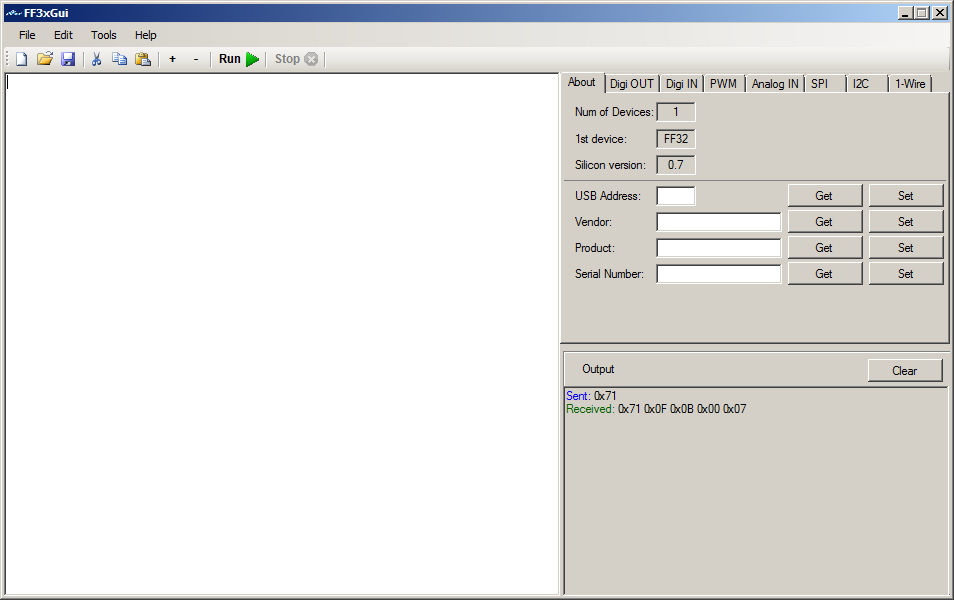 FF3xGui
File Edit Tools Help
+ - Run Stop
About Digi OUT Digi IN PWM Analog IN SPI I2C 1-Wire
Num of Devices: 1
1st device: FF32
Silicon version: 0.7
USB Address: Get Set
Vendor: Get Set
Product: Get Set
Serial Number: Get Set
Output Clear
Sent: 0x71
Received: 0x71 0x0F 0x0B 0x00 0x07